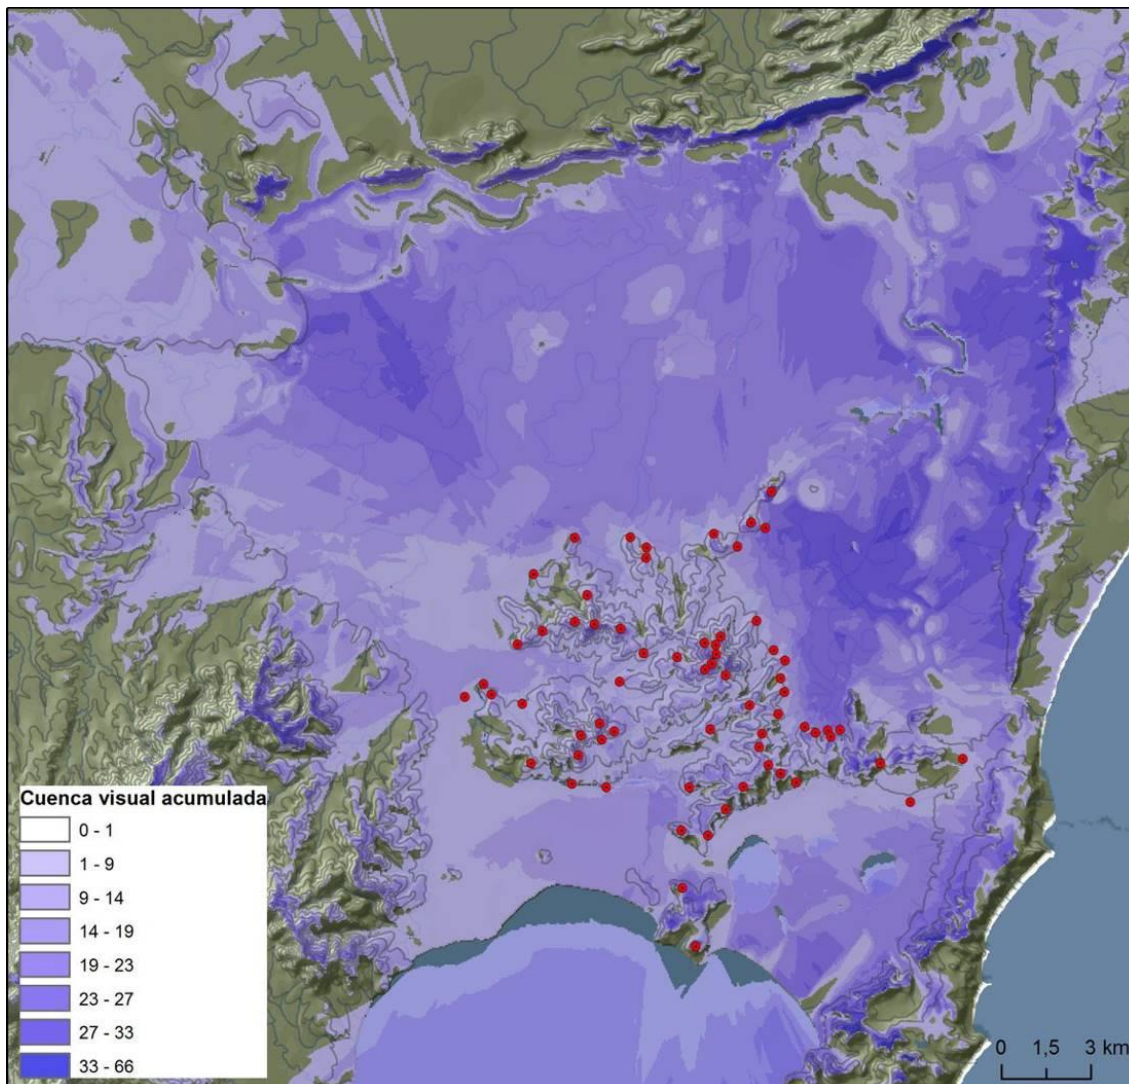 Cuenca visual acumulada
0 - 1
1 - 9
9 - 14
14 - 19
19 - 23
23 - 27
27 - 33
33 - 66
0 1,5 3 km